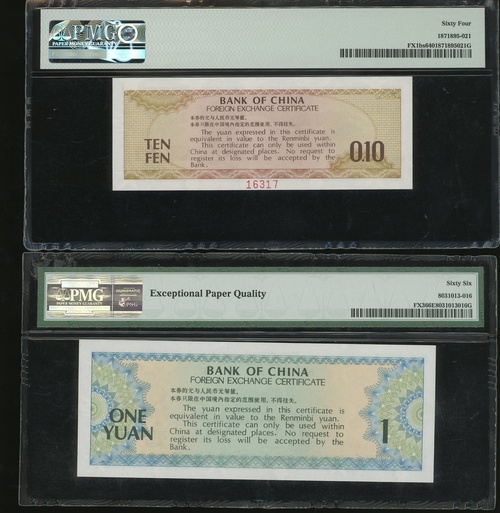 PMG
PAPER MONEY GUARANTY
Sixty Four
1871895-021
FX1bs6401871895021G
BANK OF CHINA
FOREIGN EXCHANGE CERTIFICATE
本券的元与人民币元等值。
本券只限在中国境内指定的范围使用，不得挂失。
TEN
FEN
The yuan expressed in this certificate is
equivalent in value to the Renminbi yuan.
This certificate can only be used within
China at designated places. No request to
register its loss will be accepted by the
Bank.
0.10
16317
PMG
PAPER MONEY GUARANTY
Exceptional Paper Quality
Sixty Six
8031013-016
FX366E8031013016G
BANK OF CHINA
FOREIGN EXCHANGE CERTIFICATE
本券的元与人民币元等值。
本券只限在中国境内指定的范围使用，不得挂失。
ONE
YUAN
The yuan expressed in this certificate is
equivalent in value to the Renminbi yuan.
This certificate can only be used within
China at designated places. No request to
register its loss will be accepted by the
Bank.
1